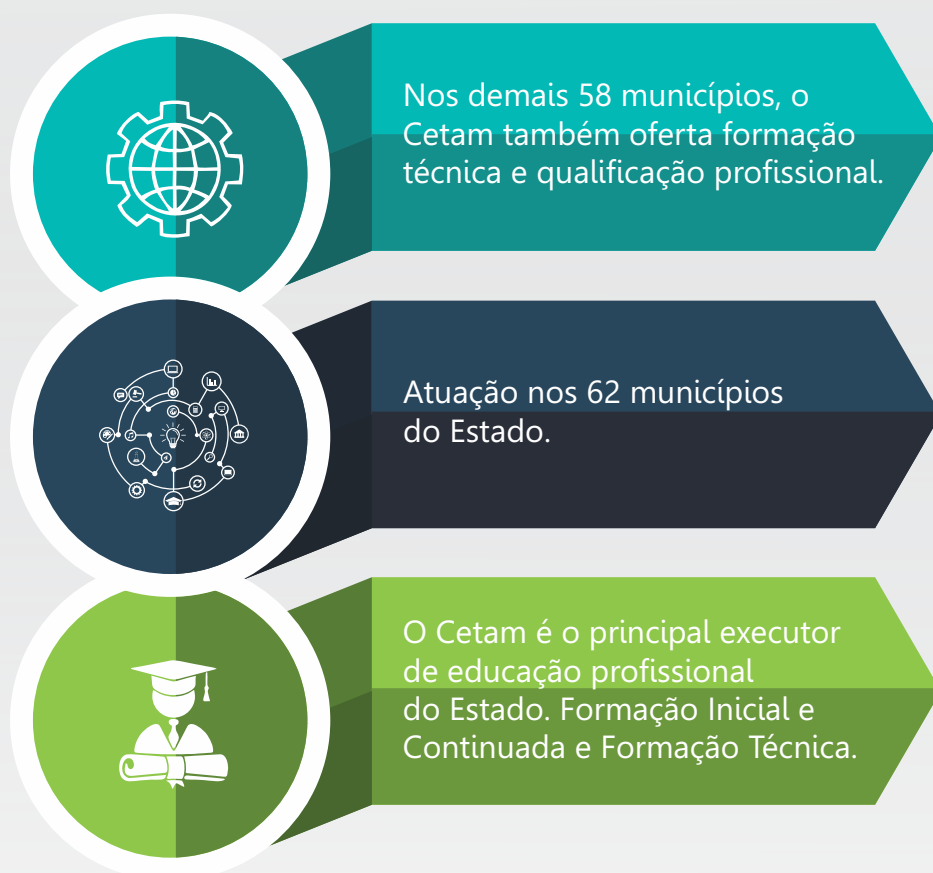 Nos demais 58 municípios, o
Cetam também oferta formação
técnica e qualificação profissional.
Atuação nos 62 municípios
do Estado.
O Cetam é o principal executor
de educação profissional
do Estado. Formação Inicial e
Continuada e Formação Técnica.